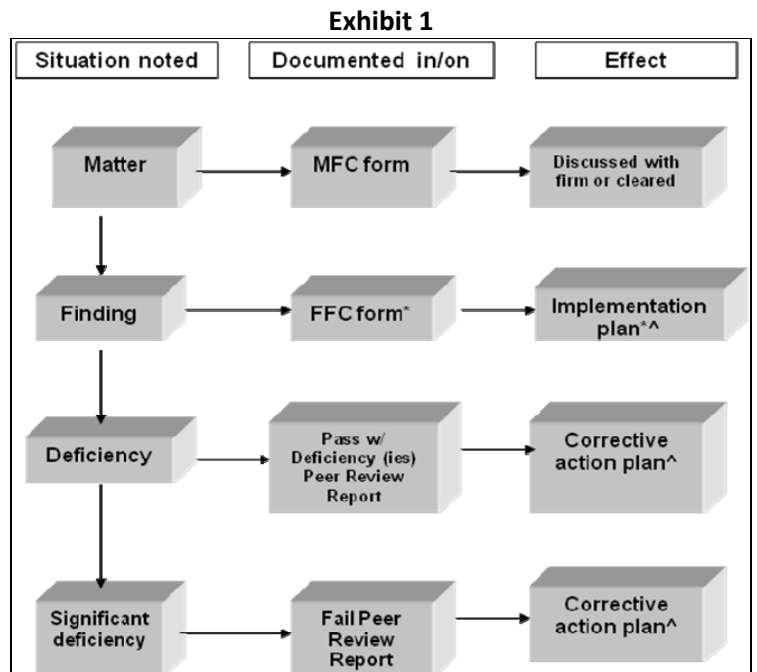 Exhibit 1
Situation noted
Documented in/on
Effect
Matter
MFC form
Discussed with
firm or cleared
Finding
FFC form*
Implementation
plan*^
Deficiency
Pass w/
Deficiency (ies)
Peer Review
Report
Corrective
action plan^
Significant
deficiency
Fail Peer
Review
Report
Corrective
action plan^